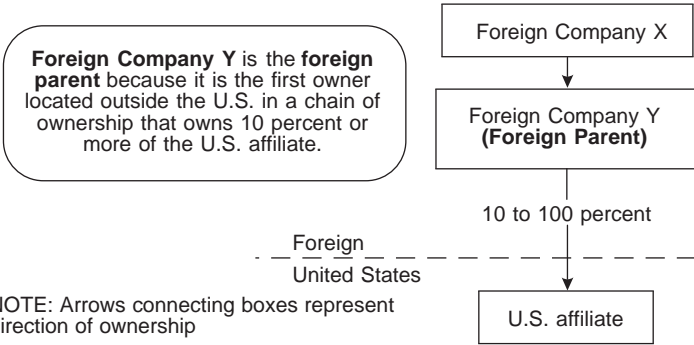 Foreign Company X
Foreign Company Y is the foreign
parent because it is the first owner
located outside the U.S. in a chain of
ownership that owns 10 percent or
more of the U.S. affiliate.
Foreign Company Y
(Foreign Parent)
10 to 100 percent
Foreign
United States
OTE: Arrows connecting boxes represent
irection of ownership
U.S. affiliate